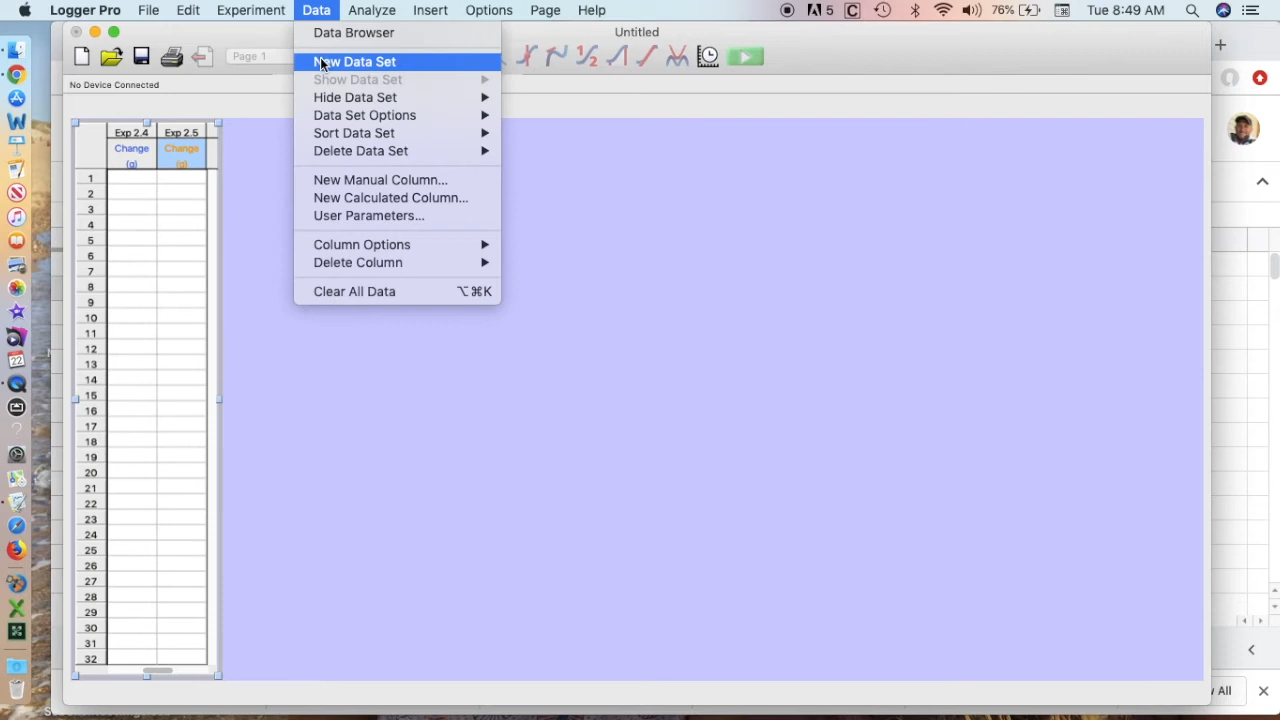 Logger Pro File Edit Experiment Data Analyze Insert Options Page Help 5 76% Tue 8:49 AM
Untitled
Page 1
No Device Connected
Data Browser
New Data Set
Show Data Set
Hide Data Set
Data Set Options
Sort Data Set
Delete Data Set
New Manual Column...
New Calculated Column...
User Parameters...
Column Options
Delete Column
Clear All Data ⌥⌘K
Exp 2.4 Exp 2.5
Change Change
(g) (g)
1
2
3
4
5
6
7
8
9
10
11
12
13
14
15
16
17
18
19
20
21
22
23
24
25
26
27
28
29
30
31
32
All